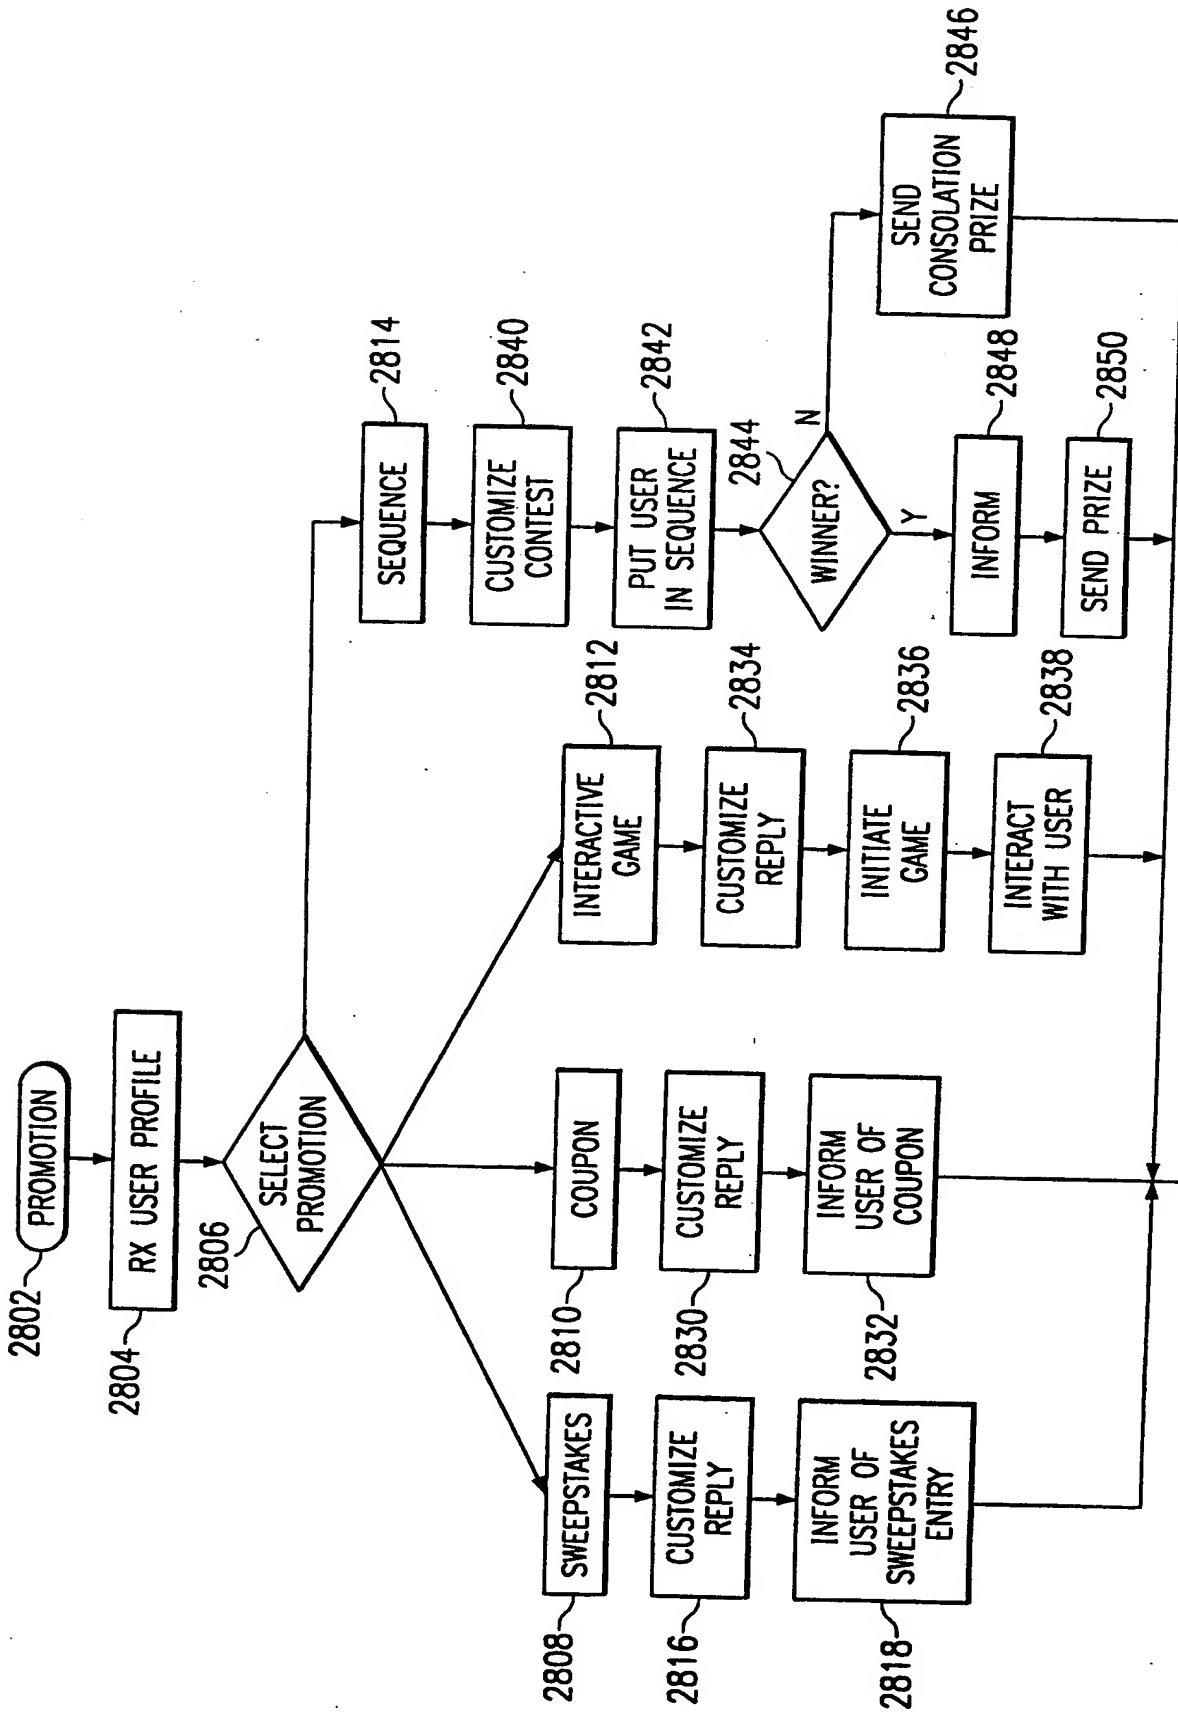 PROMOTION
2802
RX USER PROFILE
2804
SELECT
PROMOTION
2806
SWEEPSTAKES
2808
CUSTOMIZE
REPLY
2816
INFORM
USER OF
SWEEPSTAKES
ENTRY
2818
COUPON
2810
CUSTOMIZE
REPLY
2830
INFORM
USER OF
COUPON
2832
INTERACTIVE
GAME
2812
CUSTOMIZE
REPLY
2834
INITIATE
GAME
2836
INTERACT
WITH USER
2838
SEQUENCE
2814
CUSTOMIZE
CONTEST
2840
PUT USER
IN SEQUENCE
2842
WINNER?
2844
N
Y
INFORM
2848
SEND PRIZE
2850
SEND
CONSOLATION
PRIZE
2846